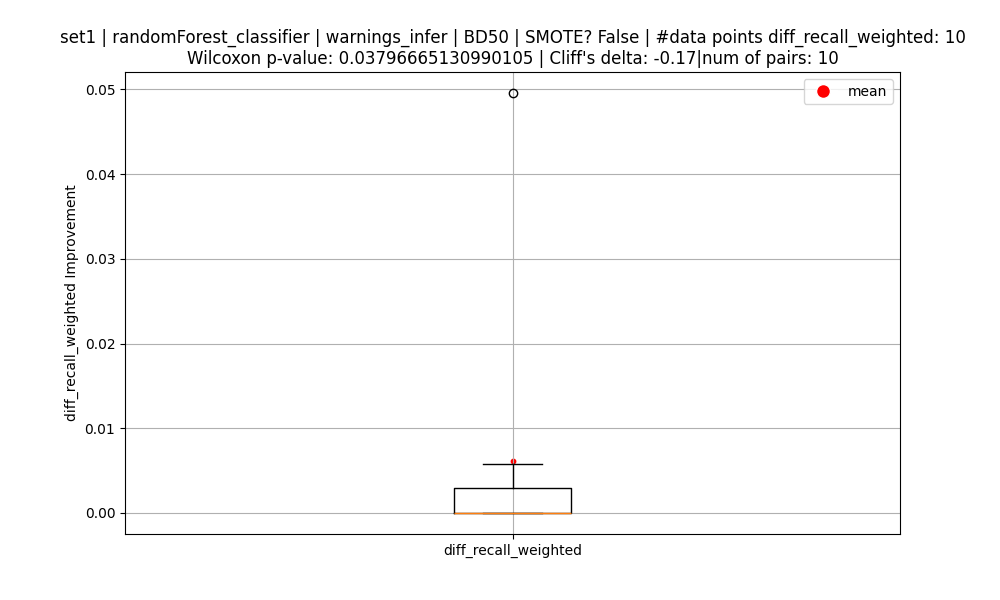 set1 | randomForest_classifier | warnings_infer | BD50 | SMOTE? False | #data points diff_recall_weighted: 10
Wilcoxon p-value: 0.03796665130990105 | Cliff's delta: -0.17|num of pairs: 10
mean
0.05
0.04
0.03
0.02
0.01
0.00
diff_recall_weighted Improvement
diff_recall_weighted